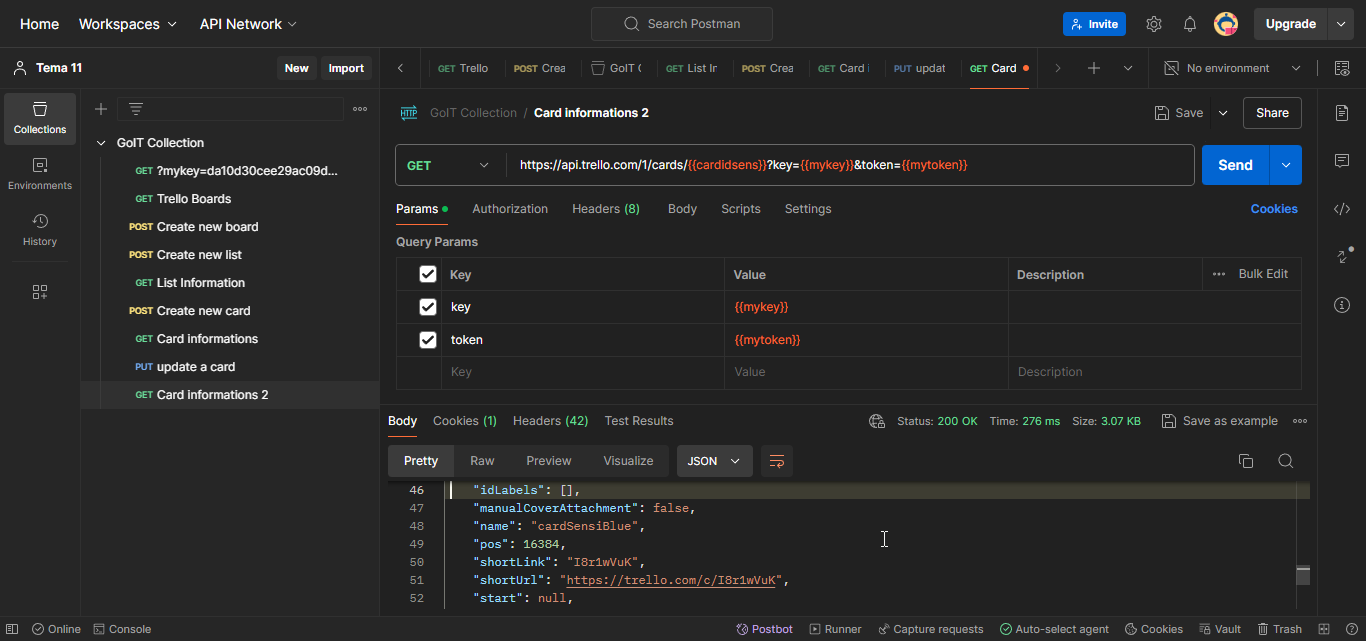 Home Workspaces API Network Search Postman Invite Upgrade
Tema 11 New Import GET Trello POST Crea GoIT GET List Ir POST Crea GET Card PUT updat GET Card No environment
Collections
Environments
History
GoIT Collection
GET ?mykey=da10d30cee29ac09d...
GET Trello Boards
POST Create new board
POST Create new list
GET List Information
POST Create new card
GET Card informations
PUT update a card
GET Card informations 2
HTTP GoIT Collection / Card informations 2 Save Share
GET https://api.trello.com/1/cards/{{cardidsens}}?key={{mykey}}&token={{mytoken}} Send
Params Authorization Headers (8) Body Scripts Settings Cookies
Query Params
Key Value Description Bulk Edit
key {{mykey}}
token {{mytoken}}
Key Value Description
Body Cookies (1) Headers (42) Test Results Status: 200 OK Time: 276 ms Size: 3.07 KB Save as example
Pretty Raw Preview Visualize JSON
46 "idLabels": [],
47 "manualCoverAttachment": false,
48 "name": "cardSensiBlue",
49 "pos": 16384,
50 "shortLink": "I8r1wVuK",
51 "shortUrl": "https://trello.com/c/I8r1wVuK",
52 "start": null,
Online Console Postbot Runner Capture requests Auto-select agent Cookies Vault Trash